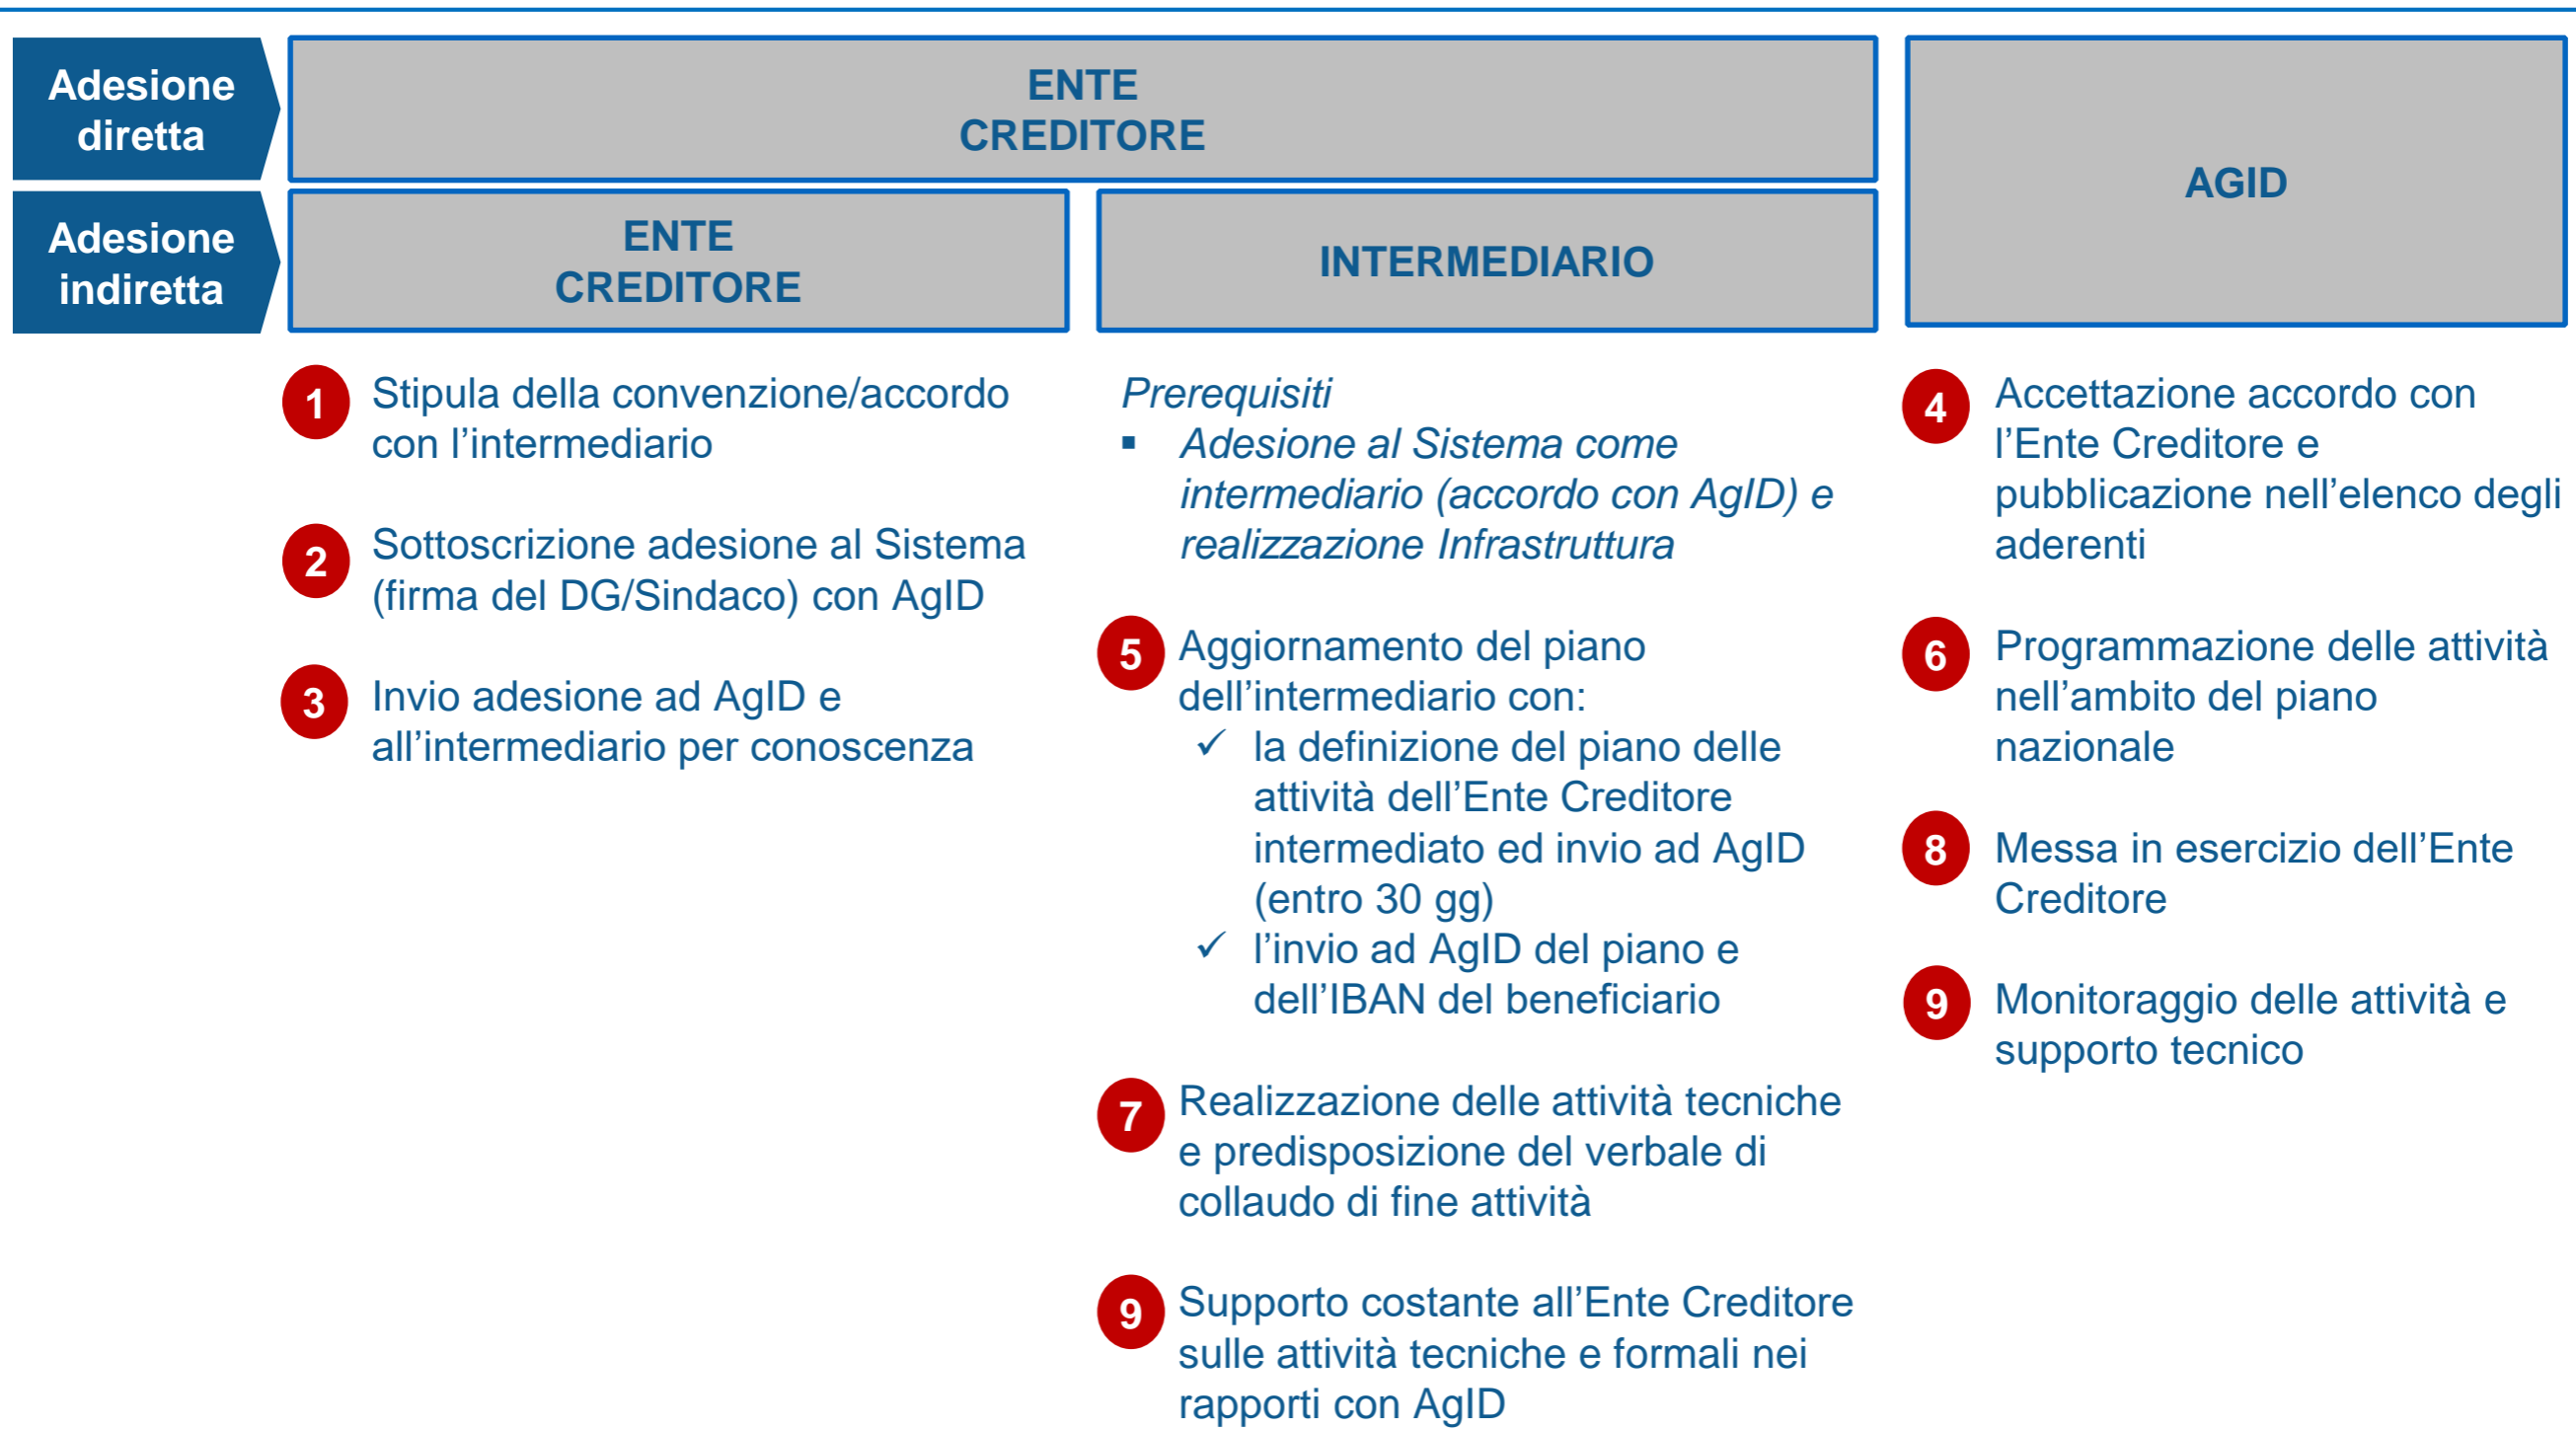 Adesione
diretta
ENTE
CREDITORE
AGID
Adesione
indiretta
ENTE
CREDITORE
INTERMEDIARIO
1
Stipula della convenzione/accordo
con l’intermediario
2
Sottoscrizione adesione al Sistema
(firma del DG/Sindaco) con AgID
3
Invio adesione ad AgID e
all’intermediario per conoscenza
Prerequisiti
▪ Adesione al Sistema come
intermediario (accordo con AgID) e
realizzazione Infrastruttura
5
Aggiornamento del piano
dell’intermediario con:
✓ la definizione del piano delle
attività dell’Ente Creditore
intermediato ed invio ad AgID
(entro 30 gg)
✓ l’invio ad AgID del piano e
dell’IBAN del beneficiario
7
Realizzazione delle attività tecniche
e predisposizione del verbale di
collaudo di fine attività
9
Supporto costante all’Ente Creditore
sulle attività tecniche e formali nei
rapporti con AgID
4
Accettazione accordo con
l’Ente Creditore e
pubblicazione nell’elenco degli
aderenti
6
Programmazione delle attività
nell’ambito del piano
nazionale
8
Messa in esercizio dell’Ente
Creditore
9
Monitoraggio delle attività e
supporto tecnico